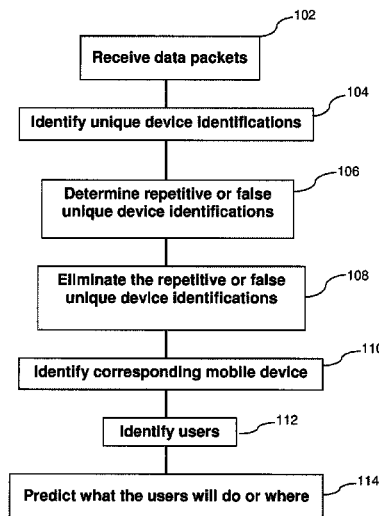 102
Receive data packets
104
Identify unique device identifications
106
Determine repetitive or false
unique device identifications
108
Eliminate the repetitive or false
unique device identifications
110
Identify corresponding mobile device
112
Identify users
114
Predict what the users will do or where